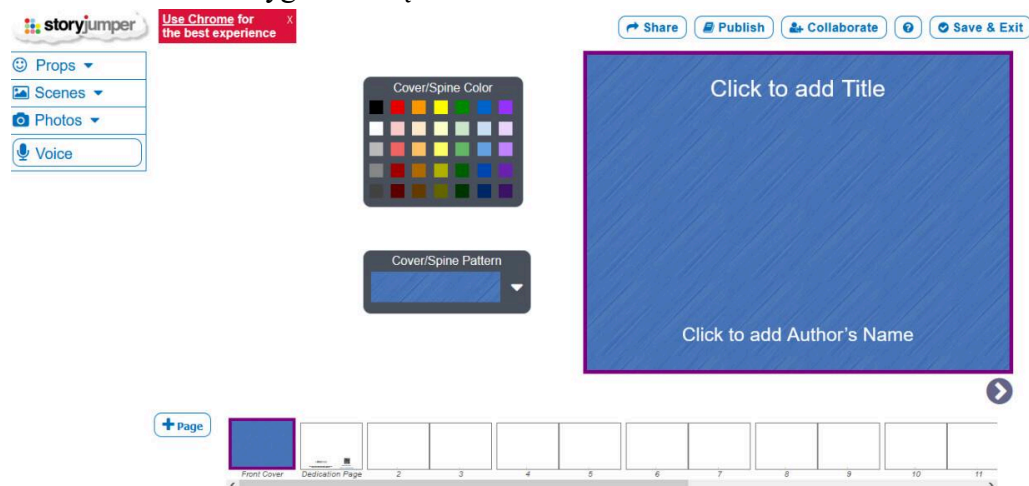 storyjumper
Use Chrome for
the best experience
X
Share
Publish
Collaborate
?
Save & Exit
Props
Scenes
Photos
Voice
Cover/Spine Color
Cover/Spine Pattern
Click to add Title
Click to add Author's Name
+ Page
Front Cover
Dedication Page
2
3
4
5
6
7
8
9
10
11